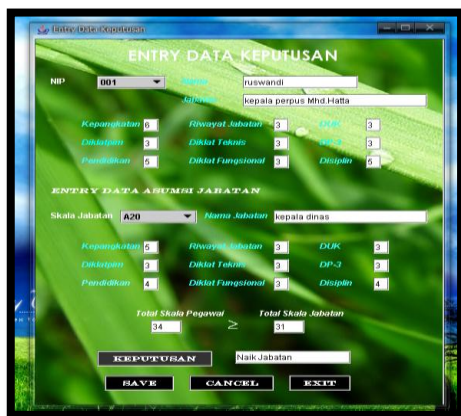 Entry Data Keputusan
ENTRY DATA KEPUTUSAN
NIP 001 Nama ruswandi
Jabatan kepala perpus Mhd.Hatta
Kepangkatan 6 Riwayat Jabatan 3 DUK 3
Diklatpim 3 Diklat Teknis 3 DP-3 3
Pendidikan 5 Diklat Fungsional 3 Disiplin 5
ENTRY DATA ASUMSI JABATAN
Skala Jabatan A20 Nama Jabatan kepala dinas
Kepangkatan 5 Riwayat Jabatan 3 DUK 3
Diklatpim 3 Diklat Teknis 3 DP-3 3
Pendidikan 4 Diklat Fungsional 3 Disiplin 4
Total Skala Pegawai Total Skala Jabatan
34 ≥ 31
KEPUTUSAN Naik Jabatan
SAVE CANCEL EXIT